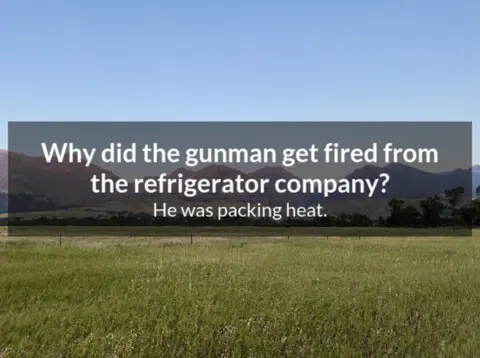 Why did the gunman get fired from
the refrigerator company?
He was packing heat.